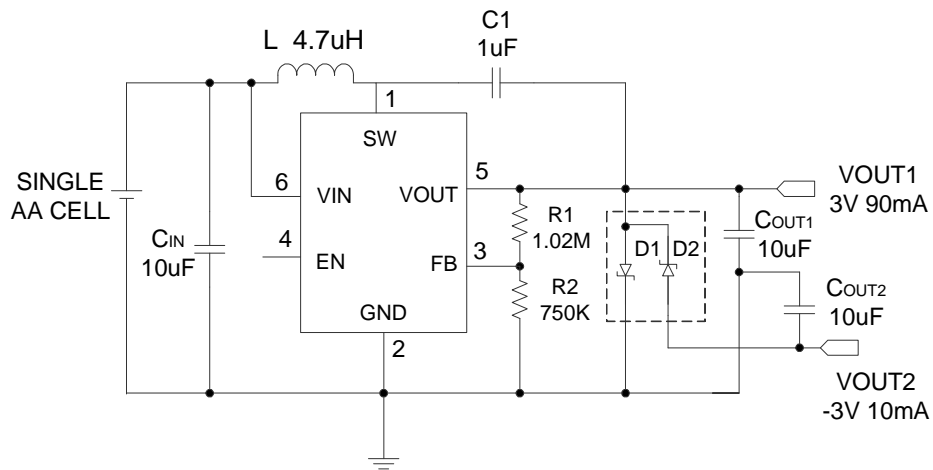 C1
1uF
L 4.7uH
1
SW
SINGLE
AA CELL
6
VIN
VOUT
5
VOUT1
3V 90mA
CIN
10uF
4
EN
FB
3
R1
1.02M
D1
D2
COUT1
10uF
R2
750K
GND
2
COUT2
10uF
VOUT2
-3V 10mA